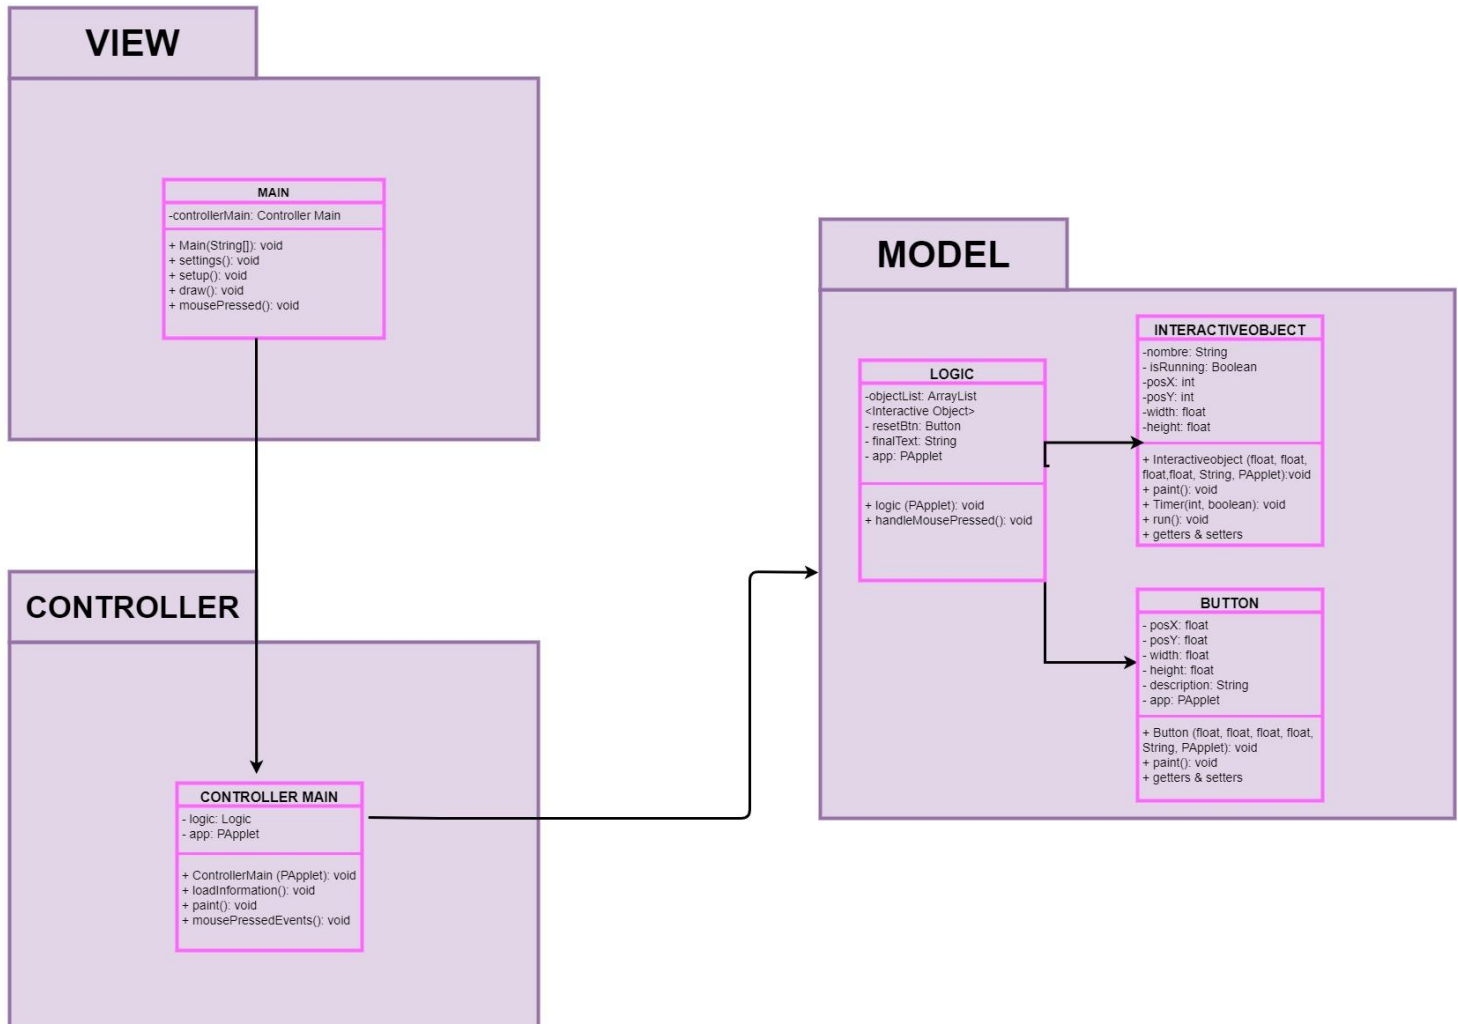 VIEW
MAIN
-controllerMain: Controller Main
+ Main(String[]): void
+ settings(): void
+ setup(): void
+ draw(): void
+ mousePressed(): void
CONTROLLER
CONTROLLER MAIN
- logic: Logic
- app: PApplet
+ ControllerMain (PApplet): void
+ loadInformation(): void
+ paint(): void
+ mousePressedEvents(): void
MODEL
LOGIC
-objectList: ArrayList
<Interactive Object>
- resetBtn: Button
- finalText: String
- app: PApplet
+ logic (PApplet): void
+ handleMousePressed(): void
INTERACTIVEOBJECT
-nombre: String
- isRunning: Boolean
-posX: int
-posY: int
-width: float
-height: float
+ Interactiveobject (float, float,
float,float, String, PApplet):void
+ paint(): void
+ Timer(int, boolean): void
+ run(): void
+ getters & setters
BUTTON
- posX: float
- posY: float
- width: float
- height: float
- description: String
- app: PApplet
+ Button (float, float, float, float,
String, PApplet): void
+ paint(): void
+ getters & setters